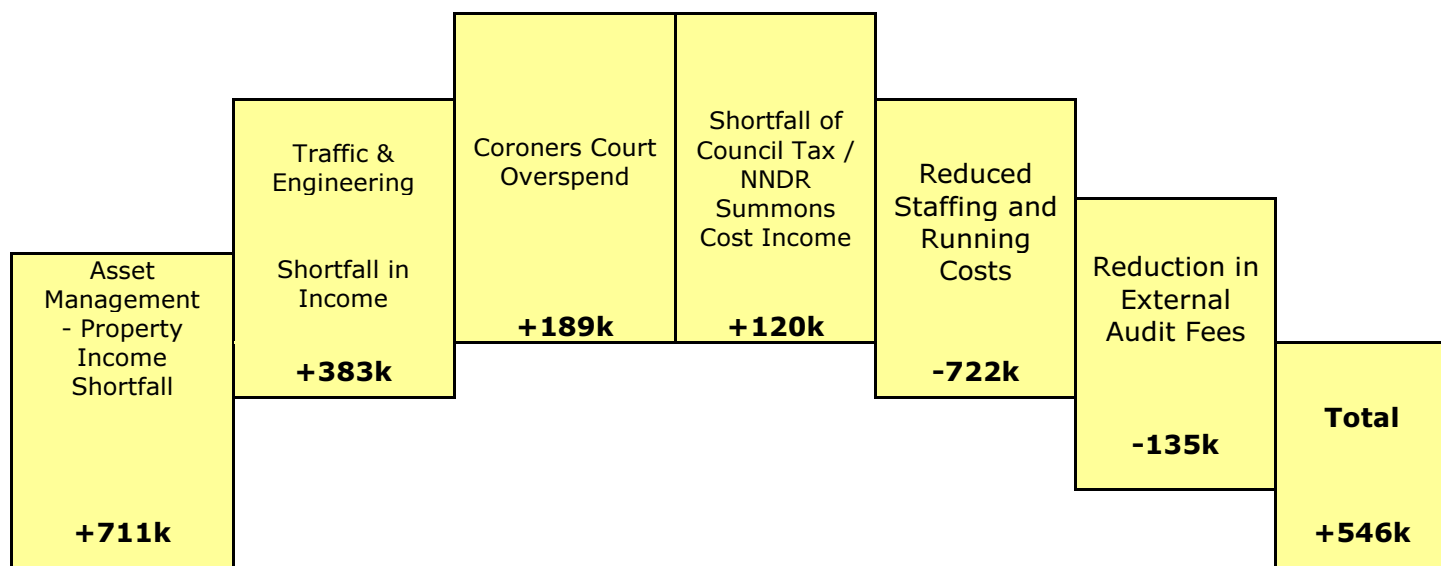 Asset
Management
- Property
Income
Shortfall
+711k
Traffic &
Engineering
Shortfall in
Income
+383k
Coroners Court
Overspend
+189k
Shortfall of
Council Tax /
NNDR
Summons
Cost Income
+120k
Reduced
Staffing and
Running
Costs
-722k
Reduction in
External
Audit Fees
-135k
Total
+546k